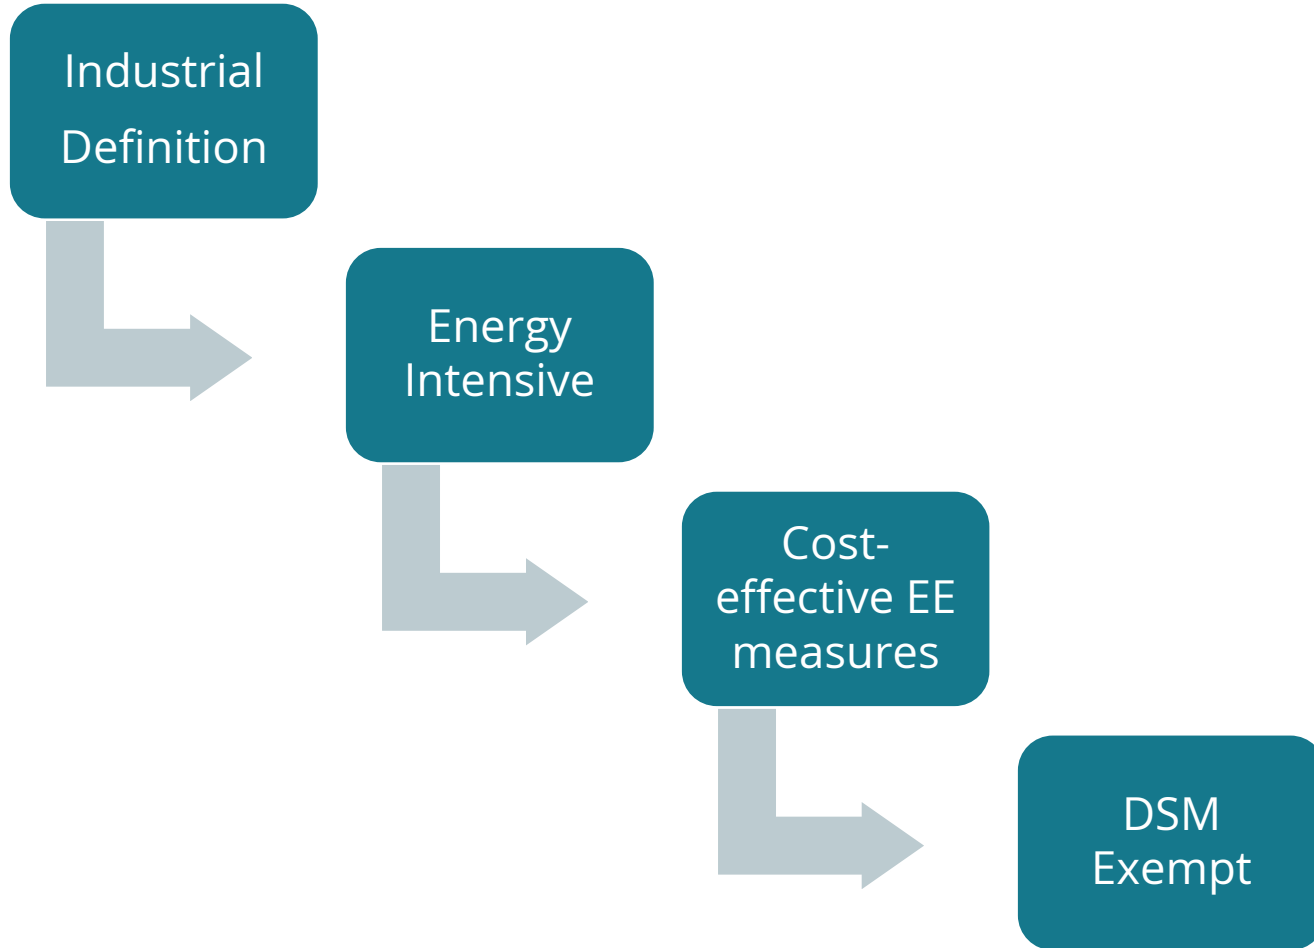 Industrial
Definition
Energy
Intensive
Cost-
effective EE
measures
DSM
Exempt